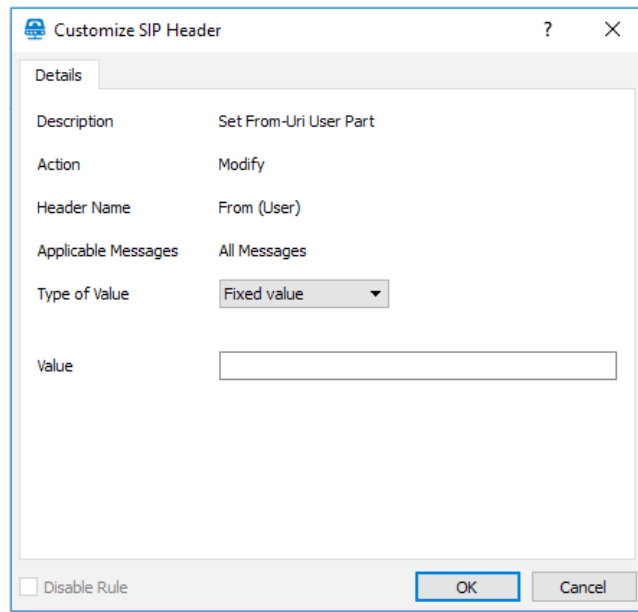 Customize SIP Header
Details
Description Set From-Uri User Part
Action Modify
Header Name From (User)
Applicable Messages All Messages
Type of Value Fixed value
Value
Disable Rule OK Cancel